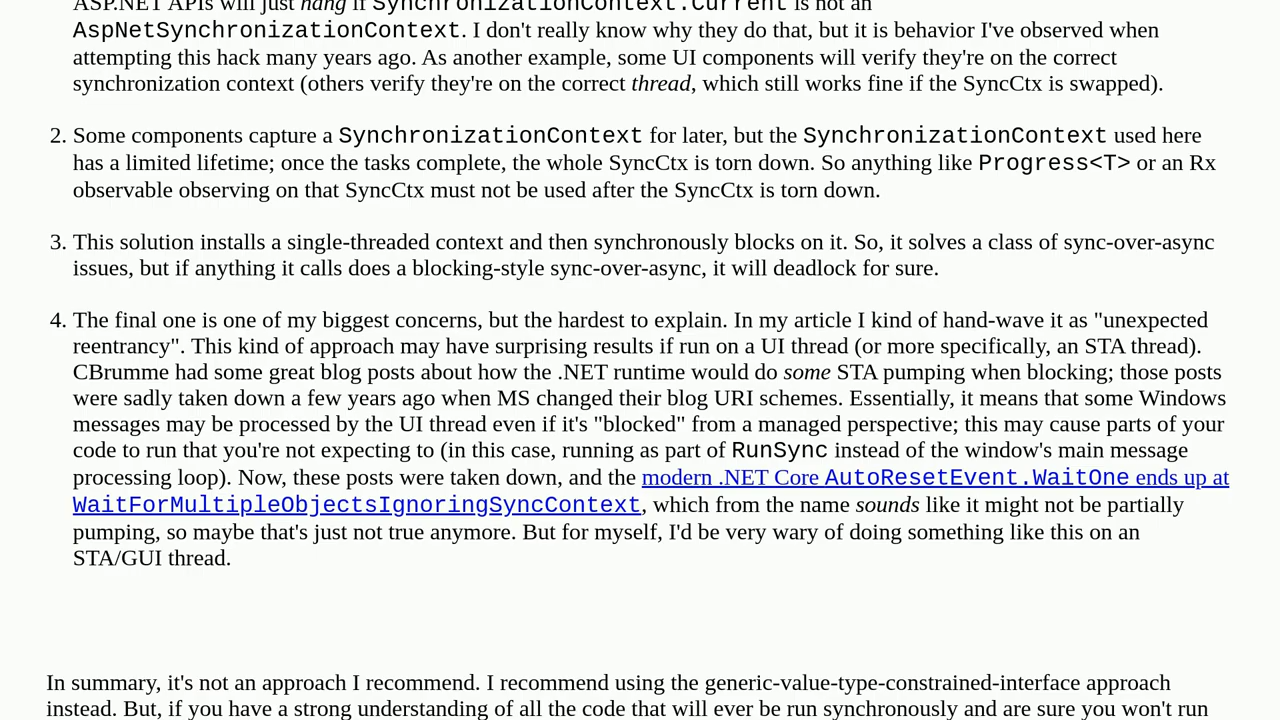 ASP.NET APIs will just hang if SynchronizationContext.Current is not an
AspNetSynchronizationContext. I don't really know why they do that, but it is behavior I've observed when
attempting this hack many years ago. As another example, some UI components will verify they're on the correct
synchronization context (others verify they're on the correct thread, which still works fine if the SyncCtx is swapped).
2. Some components capture a SynchronizationContext for later, but the SynchronizationContext used here
has a limited lifetime; once the tasks complete, the whole SyncCtx is torn down. So anything like Progress<T> or an Rx
observable observing on that SyncCtx must not be used after the SyncCtx is torn down.
3. This solution installs a single-threaded context and then synchronously blocks on it. So, it solves a class of sync-over-async
issues, but if anything it calls does a blocking-style sync-over-async, it will deadlock for sure.
4. The final one is one of my biggest concerns, but the hardest to explain. In my article I kind of hand-wave it as "unexpected
reentrancy". This kind of approach may have surprising results if run on a UI thread (or more specifically, an STA thread).
CBrumme had some great blog posts about how the .NET runtime would do some STA pumping when blocking; those posts
were sadly taken down a few years ago when MS changed their blog URI schemes. Essentially, it means that some Windows
messages may be processed by the UI thread even if it's "blocked" from a managed perspective; this may cause parts of your
code to run that you're not expecting to (in this case, running as part of RunSync instead of the window's main message
processing loop). Now, these posts were taken down, and the modern .NET Core AutoResetEvent.WaitOne ends up at
WaitForMultipleObjectsIgnoringSyncContext, which from the name sounds like it might not be partially
pumping, so maybe that's just not true anymore. But for myself, I'd be very wary of doing something like this on an
STA/GUI thread.
In summary, it's not an approach I recommend. I recommend using the generic-value-type-constrained-interface approach
instead. But, if you have a strong understanding of all the code that will ever be run synchronously and are sure you won't run